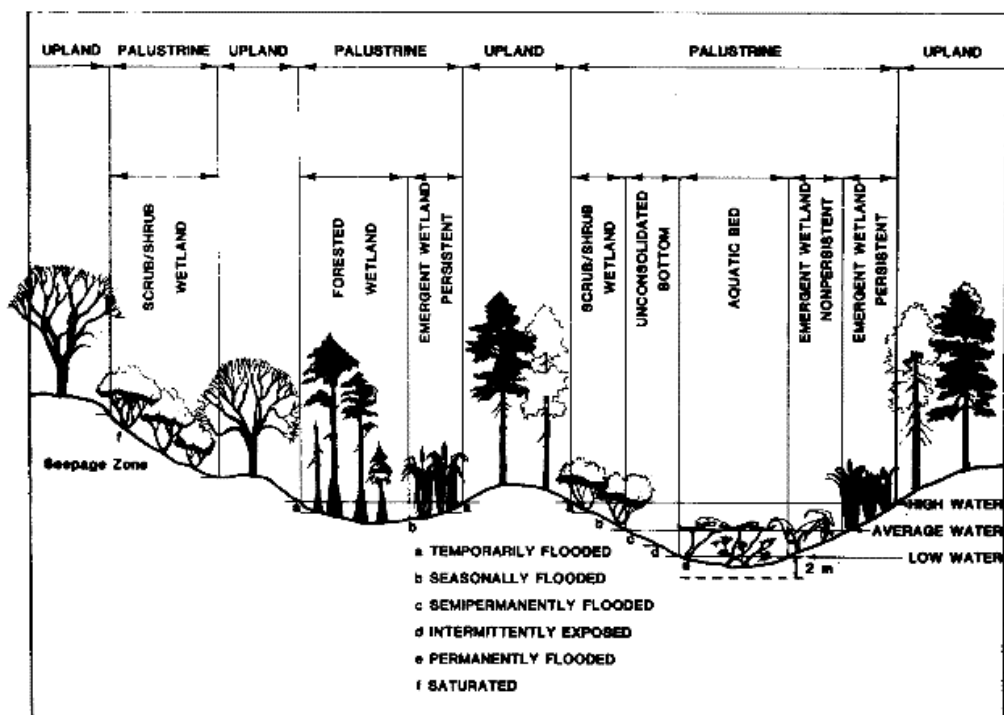 UPLAND PALUSTRINE UPLAND PALUSTRINE UPLAND PALUSTRINE UPLAND
SCRUB/SHRUB
WETLAND
FORESTED
WETLAND
EMERGENT WETLAND
PERSISTENT
SCRUB/SHRUB
WETLAND
UNCONSOLIDATED
BOTTOM
AQUATIC BED
EMERGENT WETLAND
NONPERSISTENT
EMERGENT WETLAND
PERSISTENT
f
Seepage Zone
a
b
a
a
b
c
d
e
HIGH WATER
AVERAGE WATER
LOW WATER
2 m
a TEMPORARILY FLOODED
b SEASONALLY FLOODED
c SEMIPERMANENTLY FLOODED
d INTERMITTENTLY EXPOSED
e PERMANENTLY FLOODED
f SATURATED